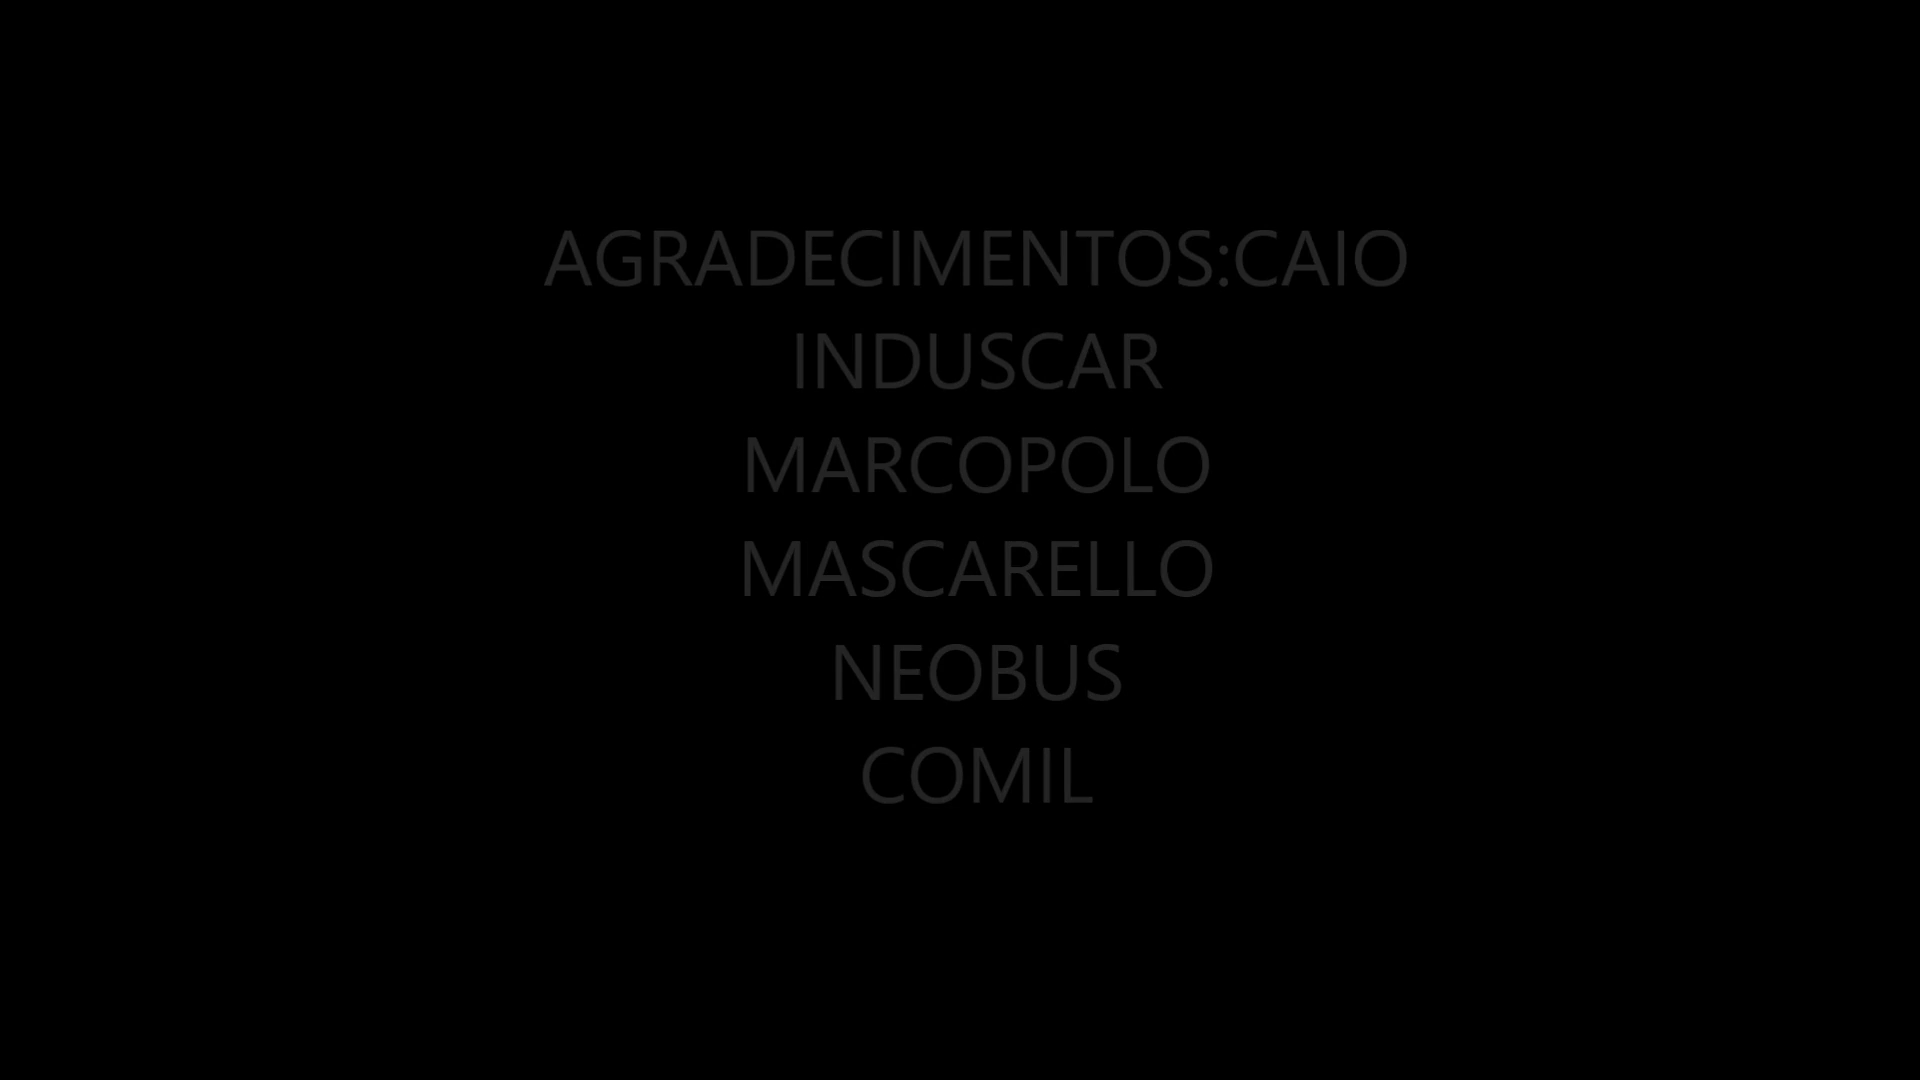 AGRADECIMENTOS:CAIO
INDUSCAR
MARCOPOLO
MASCARELLO
NEOBUS
COMIL